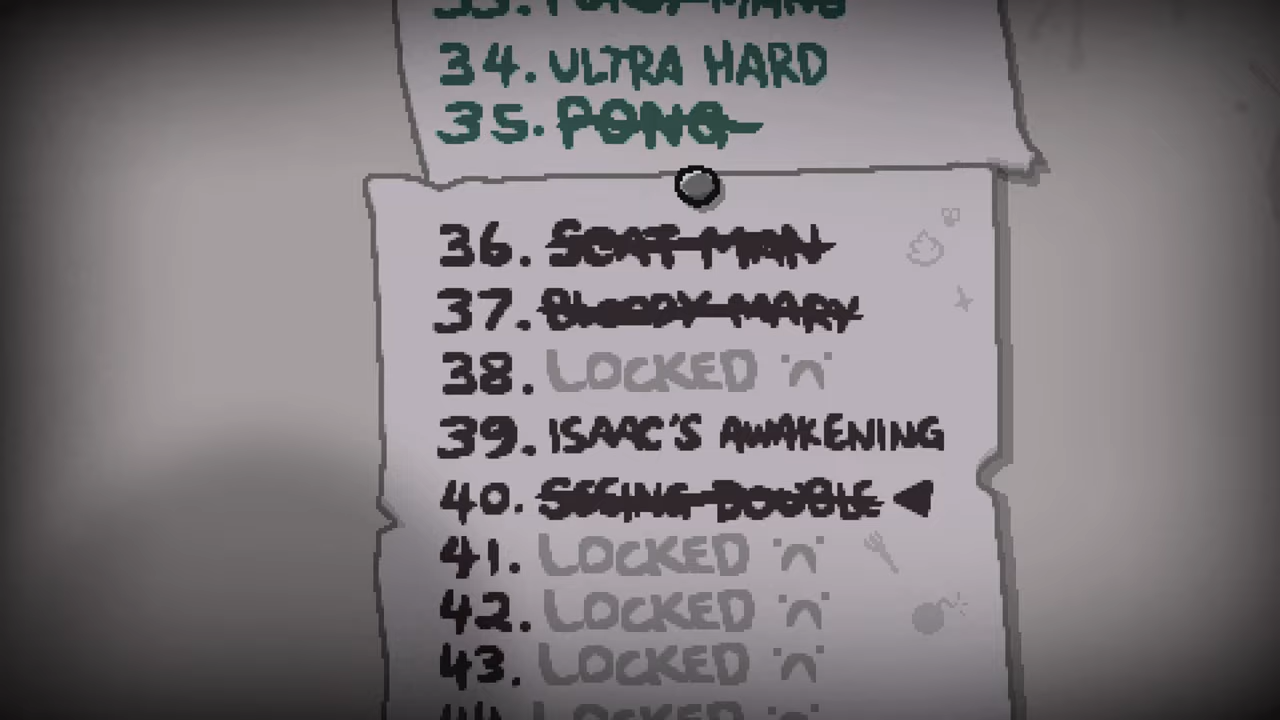 34. ULTRA HARD
35. PONG
36. SCAT MAN
37. BLOODY MARY
38. LOCKED
39. ISAAC'S AWAKENING
40. SEEING DOUBLE
41. LOCKED
42. LOCKED
43. LOCKED
LOCKED